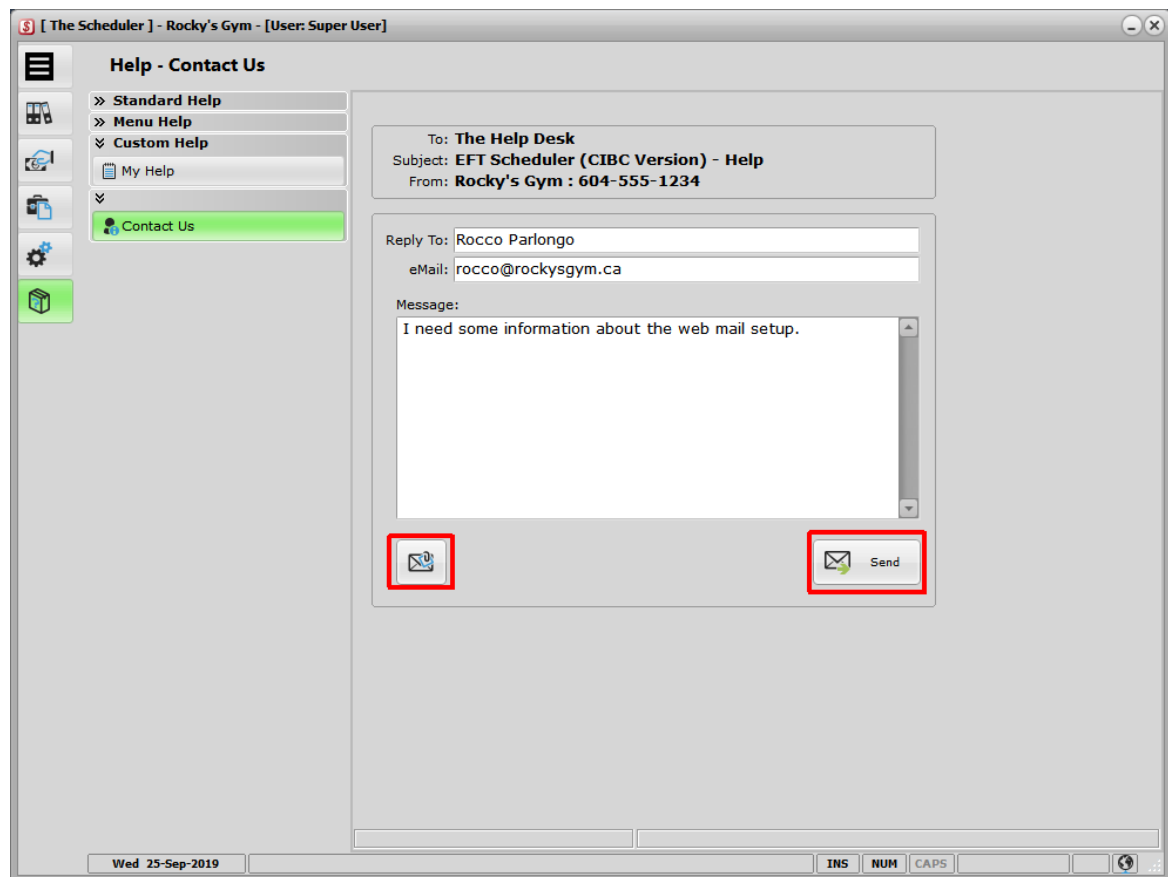 [ The Scheduler ] - Rocky's Gym - [User: Super User]
Help - Contact Us
Standard Help
Menu Help
Custom Help
My Help
Contact Us
To: The Help Desk
Subject: EFT Scheduler (CIBC Version) - Help
From: Rocky's Gym : 604-555-1234
Reply To: Rocco Parlongo
eMail: rocco@rockysgym.ca
Message:
I need some information about the web mail setup.
Send
Wed 25-Sep-2019
INS NUM CAPS